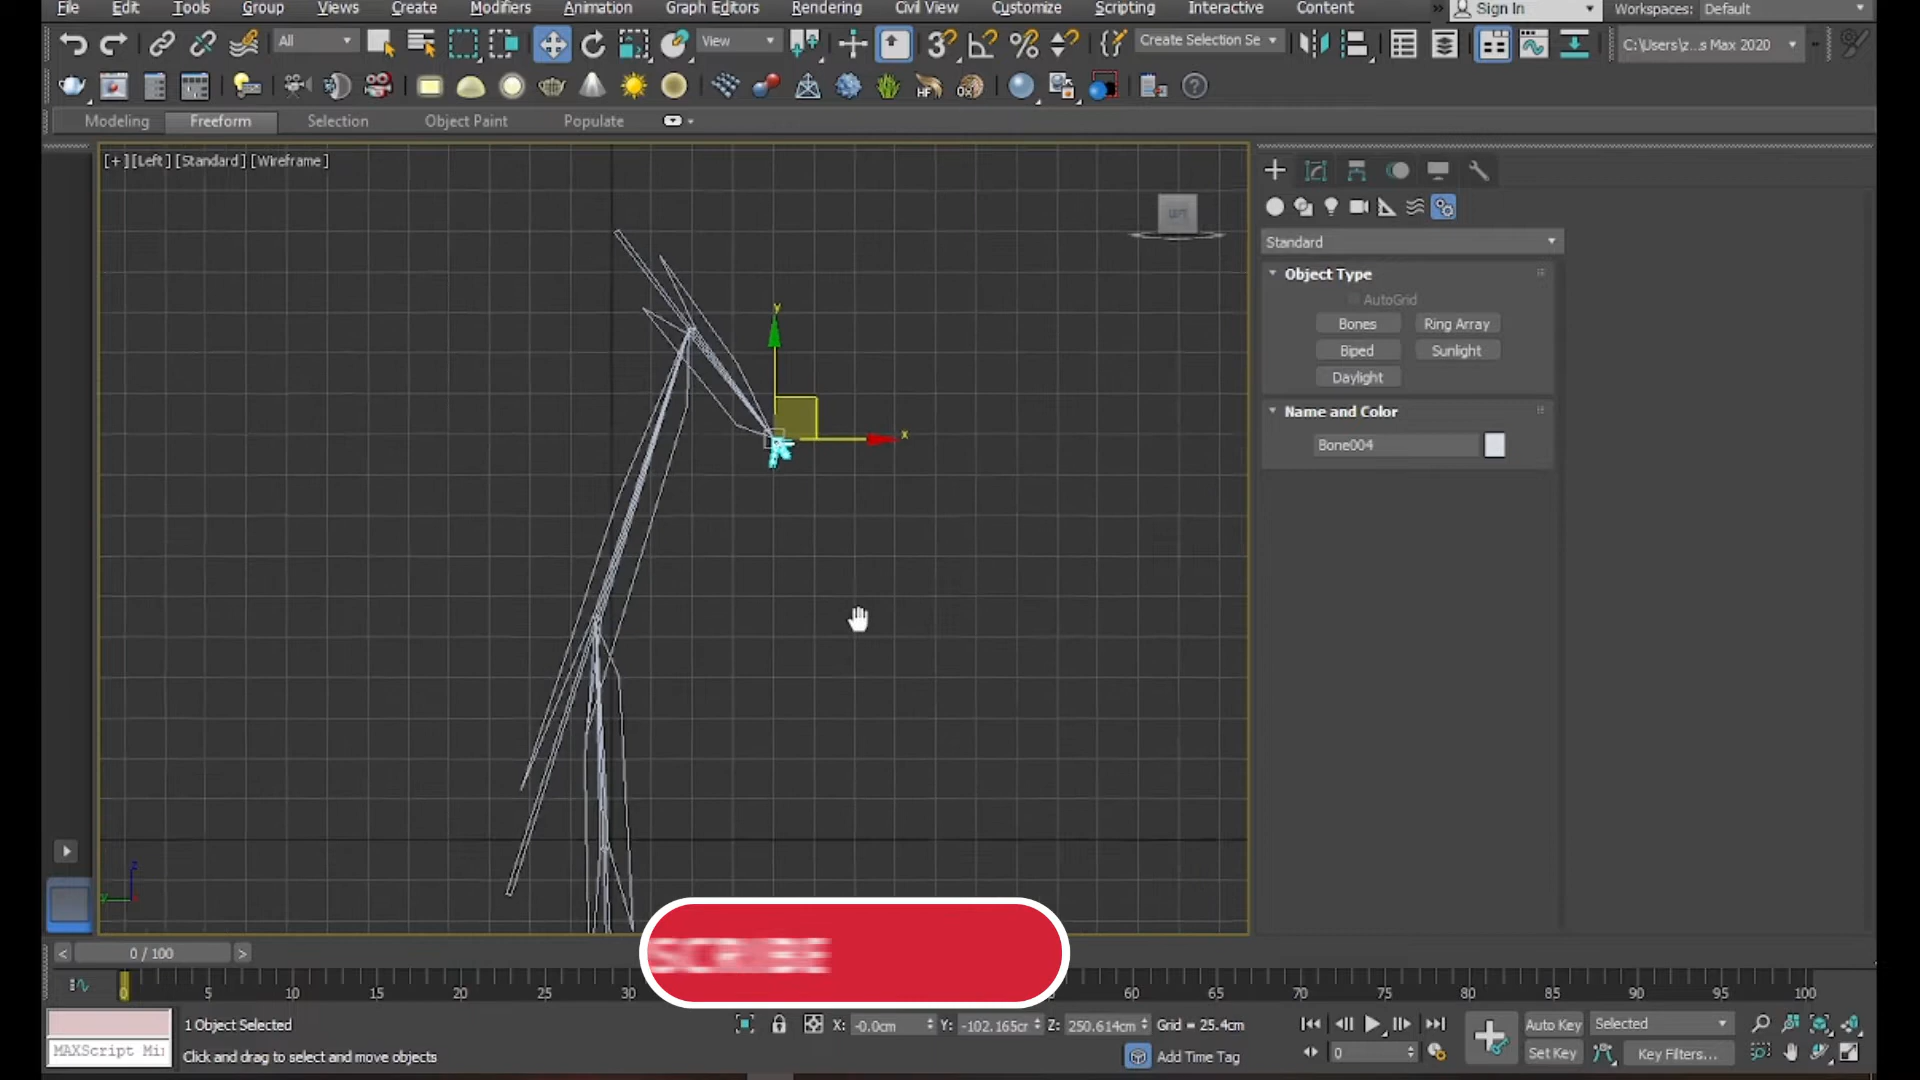 File Edit Tools Group Views Create Modifiers Animation Graph Editors Rendering Civil View Customize Scripting Interactive Content » Sign In Workspaces: Default
All View Create Selection Se C:\Users\z...s Max 2020
Modeling Freeform Selection Object Paint Populate
[+][Left] [Standard] [Wireframe]
Standard
Object Type
AutoGrid
Bones Ring Array
Biped Sunlight
Daylight
Name and Color
Bone004
y
x
z
y
< 0 / 100 >
0 5 10 15 20 25 30 60 65 70 75 80 85 90 95 100
1 Object Selected X: -0.0cm Y: -102.165cr Z: 250.614cm Grid = 25.4cm Auto Key Selected
MAXScript Mi Click and drag to select and move objects Add Time Tag 0 Set Key Key Filters...